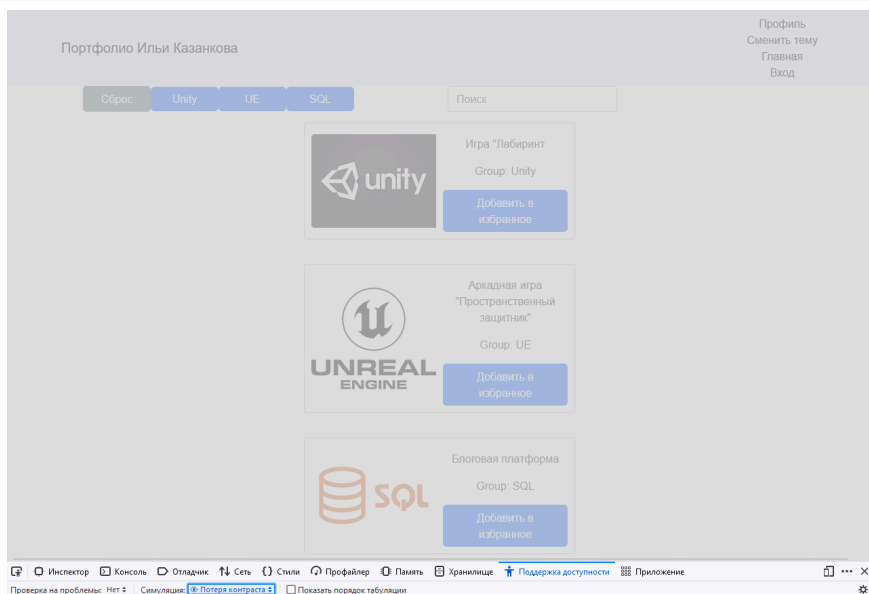 Портфолио Ильи Казанкова
Профиль
Сменить тему
Главная
Вход
Сброс Unity UE SQL Поиск
unity
Игра "Лабиринт
Group: Unity
Добавить в
избранное
UNREAL
ENGINE
Аркадная игра
"Пространственный
защитник"
Group: UE
Добавить в
избранное
SQL
Блоговая платформа
Group: SQL
Добавить в
избранное
Инспектор Консоль Отладчик Сеть Стили Профайлер Память Хранилище Поддержка доступности Приложение
Проверка на проблемы: Нет Симуляция: Потеря контраста Показать порядок табуляции